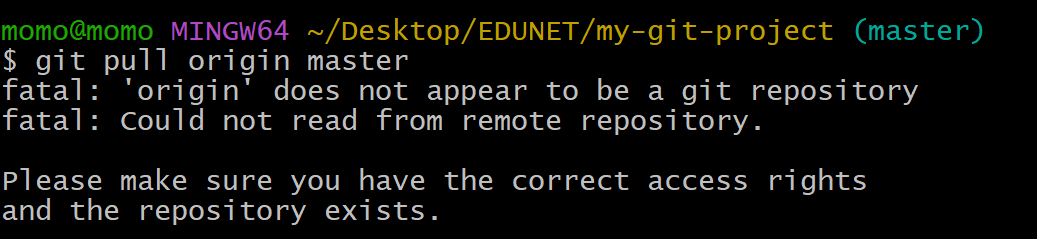 momo@momo MINGW64 ~/Desktop/EDUNET/my-git-project (master)
$ git pull origin master
fatal: 'origin' does not appear to be a git repository
fatal: Could not read from remote repository.

Please make sure you have the correct access rights
and the repository exists.